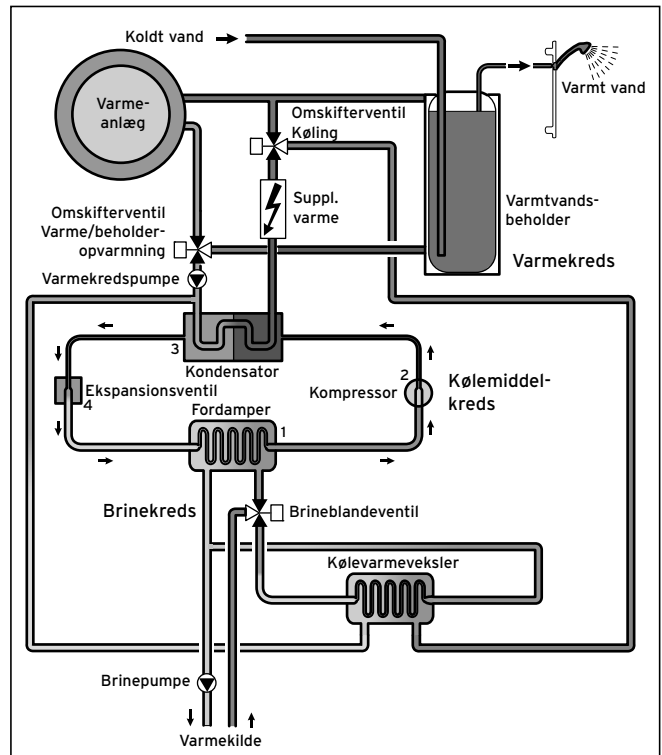 Koldt vand
Varme-
anlæg
Omskifterventil
Køling
Varmt vand
Suppl.
varme
Varmtvands-
beholder
Omskifterventil
Varme/beholder-
opvarmning
Varmekreds
Varmekredspumpe
3
Kondensator
2
Ekspansionsventil
4
Kompressor
Kølemiddel-
kreds
Fordamper
1
Brinekreds
Brineblandeventil
Kølevarmeveksler
Brinepumpe
Varmekilde